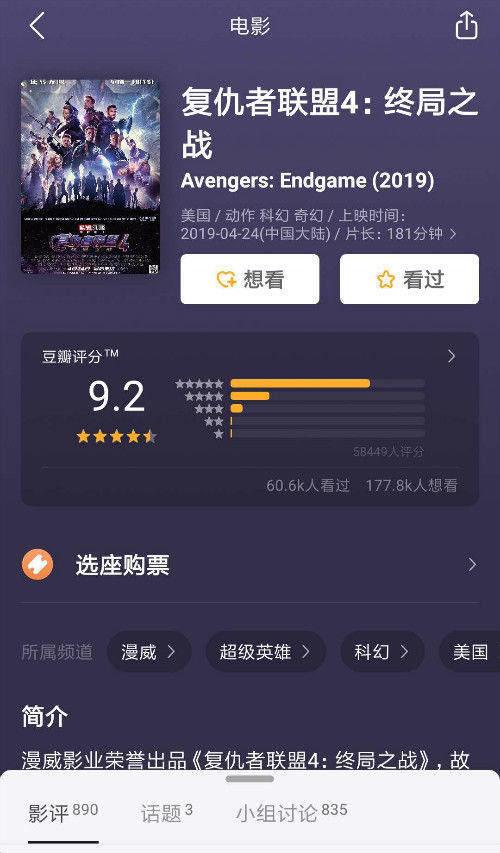 电影
复仇者联盟4：终局之
战
Avengers: Endgame (2019)
美国 / 动作 科幻 奇幻 / 上映时间：
2019-04-24(中国大陆) / 片长：181分钟
想看
看过
豆瓣评分™
9.2
58449人评分
60.6k人看过 177.8k人想看
选座购票
所属频道 漫威 超级英雄 科幻 美国
简介
漫威影业荣誉出品《复仇者联盟4：终局之战》，故
影评 890 话题 3 小组讨论 835